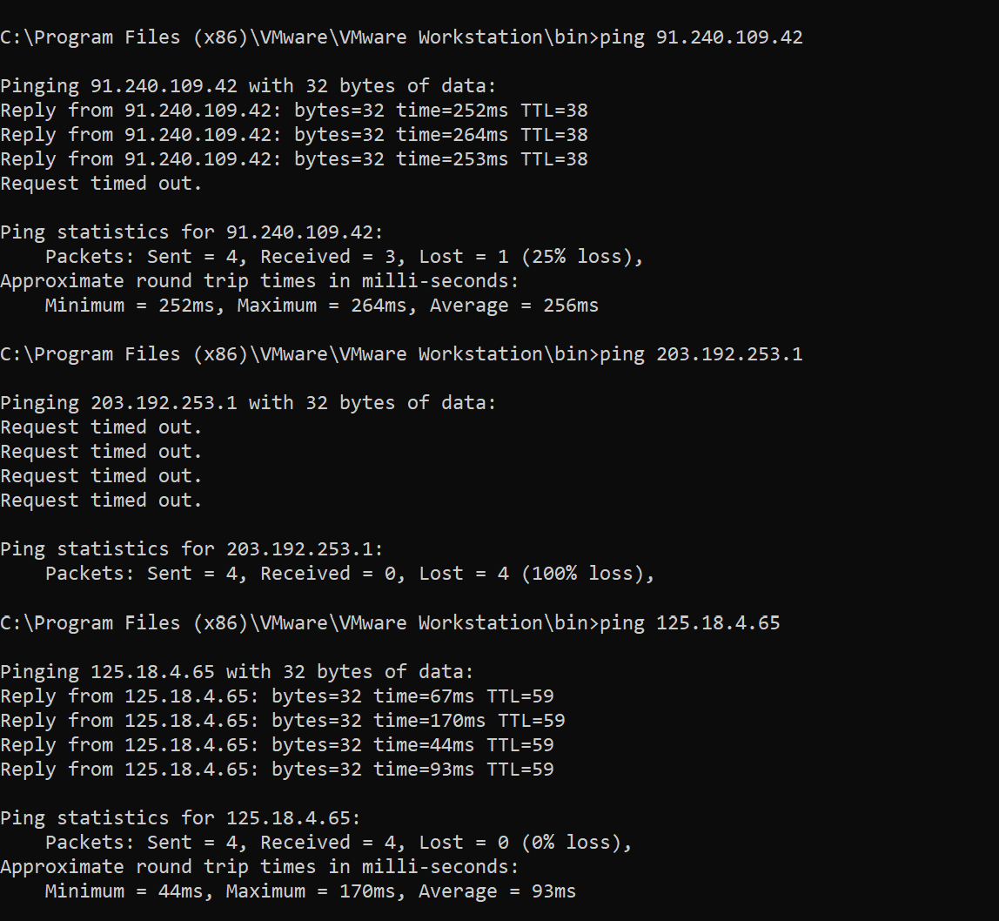 C:\Program Files (x86)\VMware\VMware Workstation\bin>ping 91.240.109.42
Pinging 91.240.109.42 with 32 bytes of data:
Reply from 91.240.109.42: bytes=32 time=252ms TTL=38
Reply from 91.240.109.42: bytes=32 time=264ms TTL=38
Reply from 91.240.109.42: bytes=32 time=253ms TTL=38
Request timed out.
Ping statistics for 91.240.109.42:
    Packets: Sent = 4, Received = 3, Lost = 1 (25% loss),
Approximate round trip times in milli-seconds:
    Minimum = 252ms, Maximum = 264ms, Average = 256ms
C:\Program Files (x86)\VMware\VMware Workstation\bin>ping 203.192.253.1
Pinging 203.192.253.1 with 32 bytes of data:
Request timed out.
Request timed out.
Request timed out.
Request timed out.
Ping statistics for 203.192.253.1:
    Packets: Sent = 4, Received = 0, Lost = 4 (100% loss),
C:\Program Files (x86)\VMware\VMware Workstation\bin>ping 125.18.4.65
Pinging 125.18.4.65 with 32 bytes of data:
Reply from 125.18.4.65: bytes=32 time=67ms TTL=59
Reply from 125.18.4.65: bytes=32 time=170ms TTL=59
Reply from 125.18.4.65: bytes=32 time=44ms TTL=59
Reply from 125.18.4.65: bytes=32 time=93ms TTL=59
Ping statistics for 125.18.4.65:
    Packets: Sent = 4, Received = 4, Lost = 0 (0% loss),
Approximate round trip times in milli-seconds:
    Minimum = 44ms, Maximum = 170ms, Average = 93ms